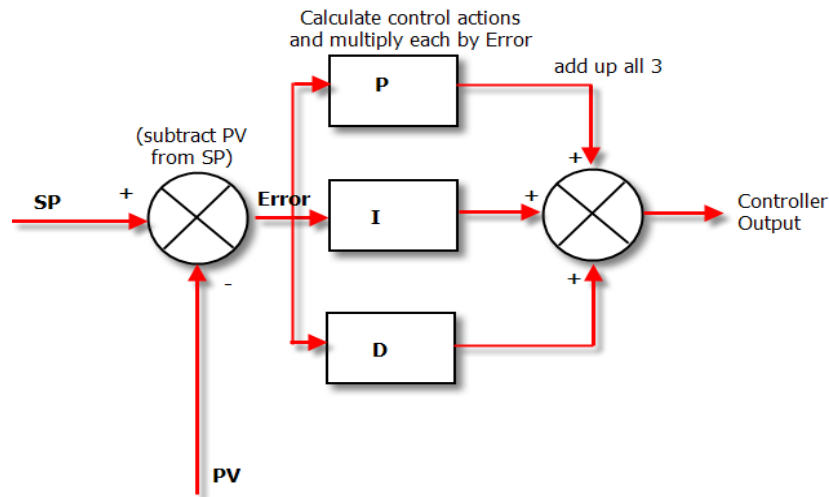 Calculate control actions
and multiply each by Error
P
add up all 3
(subtract PV
from SP)
+
SP
+
Error
+
I
Controller
Output
-
+
D
PV